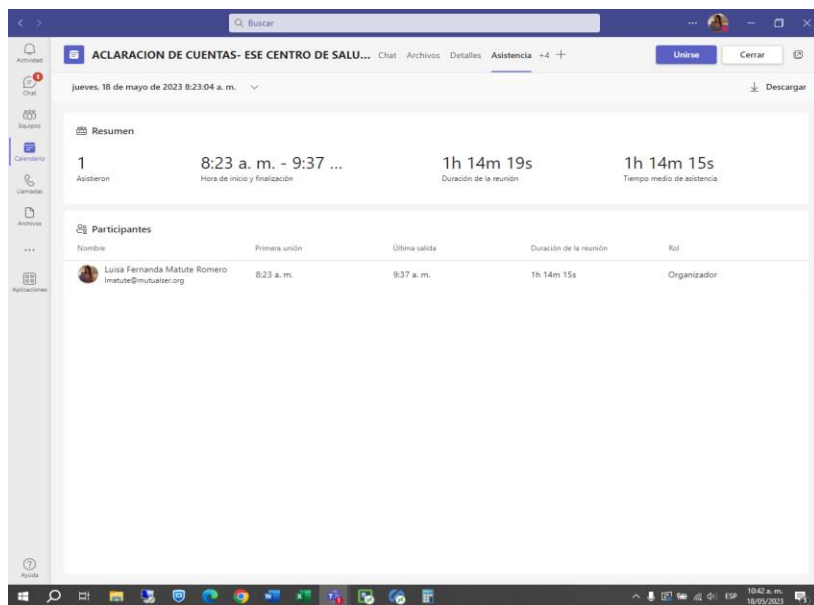 Buscar
Actividad
Chat
Equipos
Calendario
Llamadas
Archivos
Aplicaciones
Ayuda
ACLARACION DE CUENTAS- ESE CENTRO DE SALU... Chat Archivos Detalles Asistencia +4
Unirse Cerrar
jueves, 18 de mayo de 2023 8:23:04 a. m. Descargar
Resumen
1 8:23 a. m. - 9:37 ... 1h 14m 19s 1h 14m 15s
Asistieron Hora de inicio y finalización Duración de la reunión Tiempo medio de asistencia
Participantes
Nombre Primera unión Última salida Duración de la reunión Rol
Luisa Fernanda Matute Romero 8:23 a. m. 9:37 a. m. 1h 14m 15s Organizador
lmatute@mutualser.org
ESP 10:42 a. m.
18/05/2023